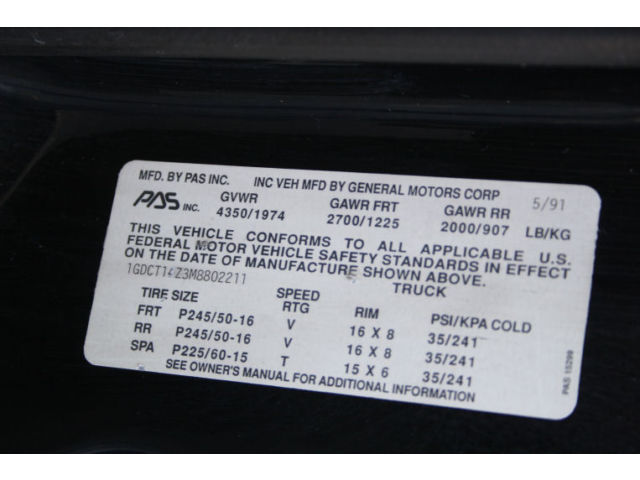 MFD. BY PAS INC. INC VEH MFD BY GENERAL MOTORS CORP 5/91
PAS INC. GVWR GAWR FRT GAWR RR
4350/1974 2700/1225 2000/907 LB/KG
THIS VEHICLE CONFORMS TO ALL APPLICABLE U.S.
FEDERAL MOTOR VEHICLE SAFETY STANDARDS IN EFFECT
ON THE DATE OF MANUFACTURE SHOWN ABOVE.
1GDCT14Z3M8802211 TRUCK
TIRE SIZE SPEED RTG RIM PSI/KPA COLD
FRT P245/50-16 V 16 X 8 35/241
RR P245/50-16 V 16 X 8 35/241
SPA P225/60-15 T 15 X 6 35/241
SEE OWNER'S MANUAL FOR ADDITIONAL INFORMATION
PAS 15299